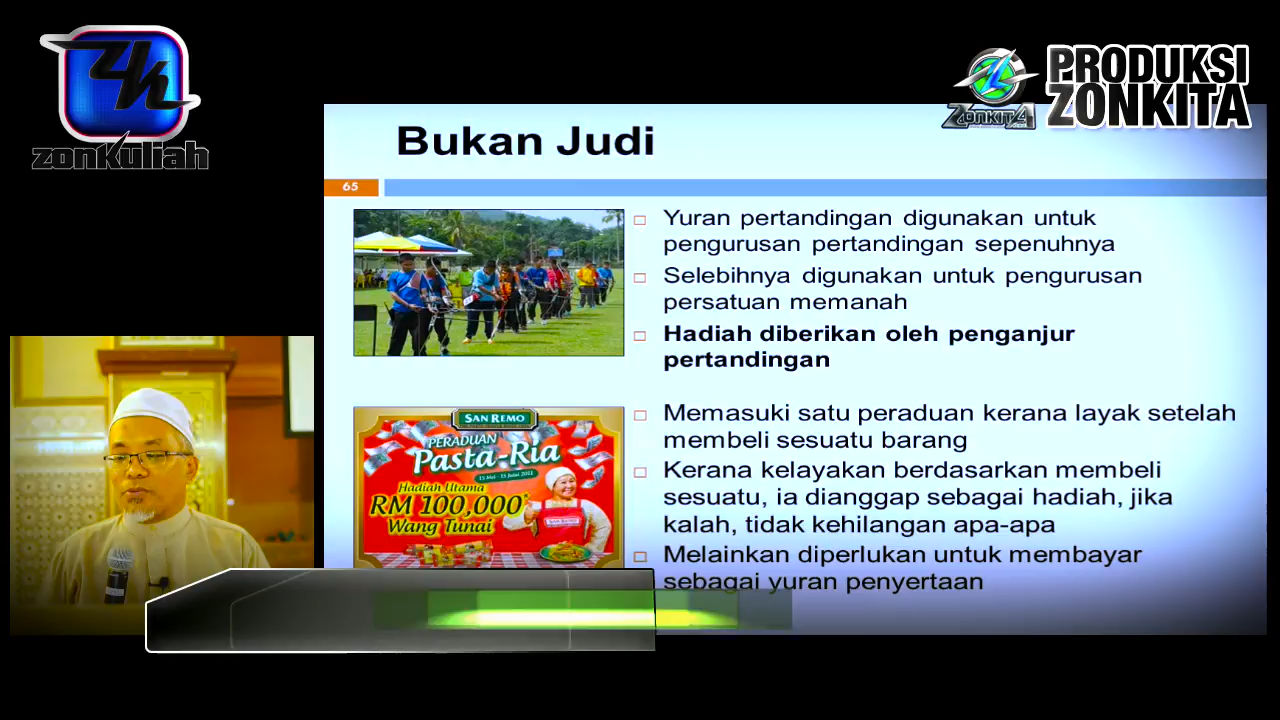 zh
zonKuliah
ZONKITA
PRODUKSI
ZONKITA
Bukan Judi
65
Yuran pertandingan digunakan untuk
pengurusan pertandingan sepenuhnya
Selebihnya digunakan untuk pengurusan
persatuan memanah
Hadiah diberikan oleh penganjur
pertandingan
SAN REMO
PERADUAN
Pasta-Ria
Hadiah Utama
RM 100,000*
Wang Tunai
Memasuki satu peraduan kerana layak setelah
membeli sesuatu barang
Kerana kelayakan berdasarkan membeli
sesuatu, ia dianggap sebagai hadiah, jika
kalah, tidak kehilangan apa-apa
Melainkan diperlukan untuk membayar
sebagai yuran penyertaan